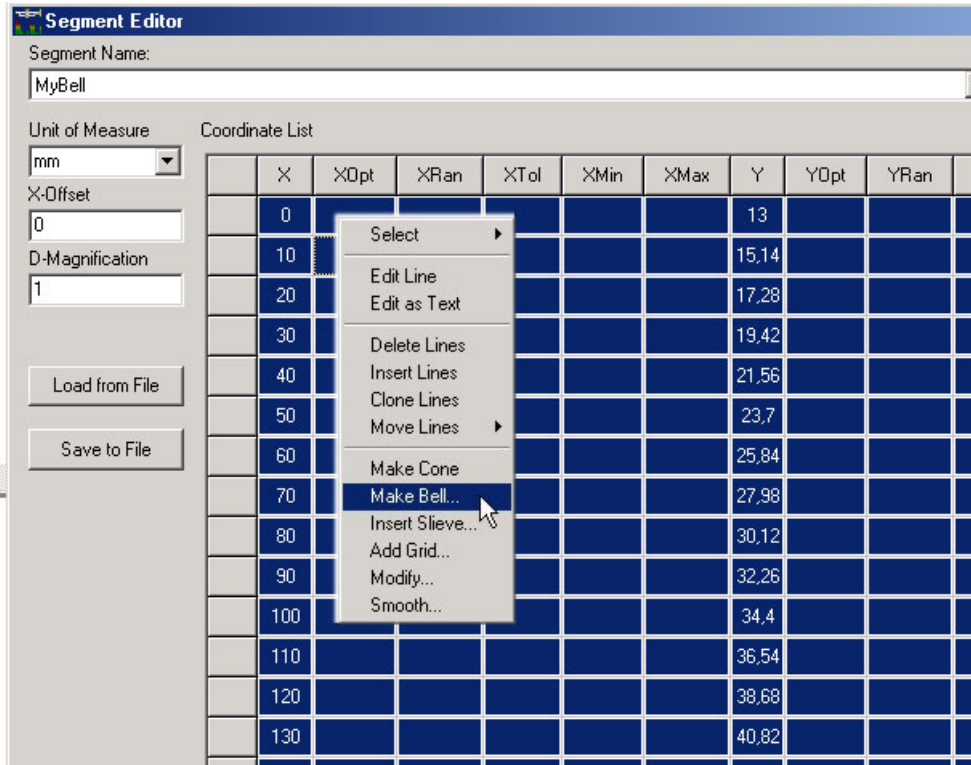 Segment Editor
Segment Name:
MyBell
Unit of Measure
mm
X-Offset
0
D-Magnification
1
Load from File
Save to File
Coordinate List
X XOpt XRan XTol XMin XMax Y YOpt YRan
0 13
10 15,14
20 17,28
30 19,42
40 21,56
50 23,7
60 25,84
70 27,98
80 30,12
90 32,26
100 34,4
110 36,54
120 38,68
130 40,82
Select
Edit Line
Edit as Text
Delete Lines
Insert Lines
Clone Lines
Move Lines
Make Cone
Make Bell...
Insert Slieve...
Add Grid...
Modify...
Smooth...